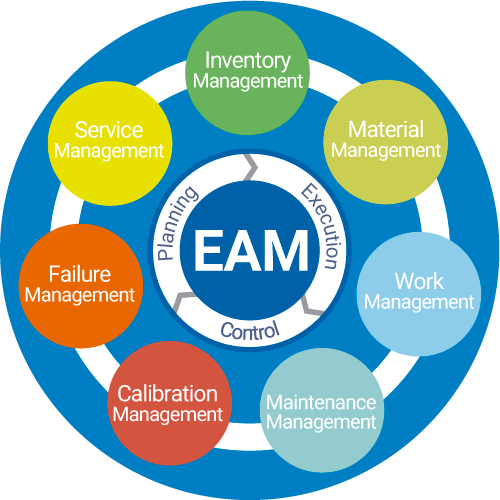 Inventory
Management
Material
Management
Work
Management
Maintenance
Management
Calibration
Management
Failure
Management
Service
Management
Planning
Execution
Control
EAM